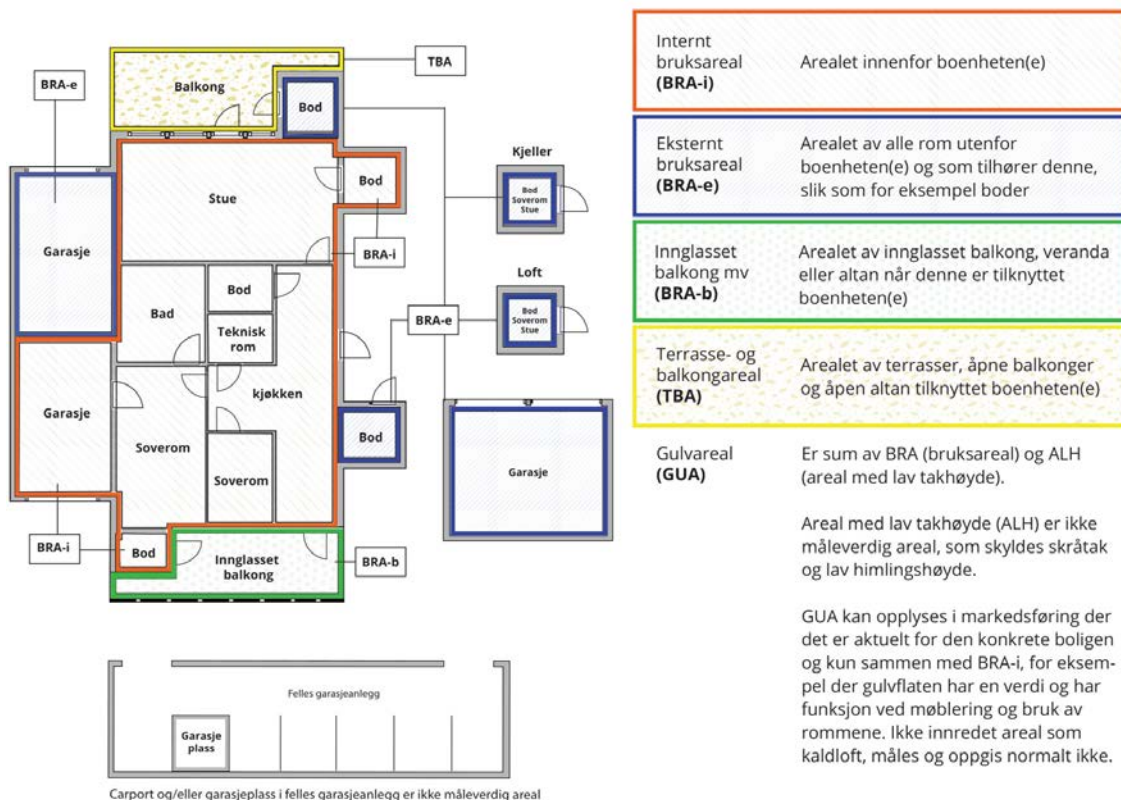 TBA
BRA-e
Balkong
Bod
Kjeller
Bod
Soverom
Stue
Stue
Bod
Garasje
BRA-i
Loft
Bod
Soverom
Stue
Bod
Bad
Teknisk
rom
BRA-e
kjøkken
Garasje
Soverom
Bod
Soverom
Garasje
BRA-i
Bod
Innglasset
balkong
BRA-b
Felles garasjeanlegg
Garasje
plass
Carport og/eller garasjeplass i felles garasjeanlegg er ikke måleverdig areal
Internt
bruksareal
(BRA-i)
Arealet innenfor boenheten(e)
Eksternt
bruksareal
(BRA-e)
Arealet av alle rom utenfor
boenheten(e) og som tilhører denne,
slik som for eksempel boder
Innglasset
balkong mv
(BRA-b)
Arealet av innglasset balkong, veranda
eller altan når denne er tilknyttet
boenheten(e)
Terrasse- og
balkongareal
(TBA)
Arealet av terrasser, åpne balkonger
og åpen altan tilknyttet boenheten(e)
Gulvareal
(GUA)
Er sum av BRA (bruksareal) og ALH
(areal med lav takhøyde).
Areal med lav takhøyde (ALH) er ikke
måleverdig areal, som skyldes skråtak
og lav himlingshøyde.
GUA kan opplyses i markedsføring der
det er aktuelt for den konkrete boligen
og kun sammen med BRA-i, for eksem-
pel der gulvflaten har en verdi og har
funksjon ved møblering og bruk av
rommene. Ikke innredet areal som
kaldloft, måles og oppgis normalt ikke.